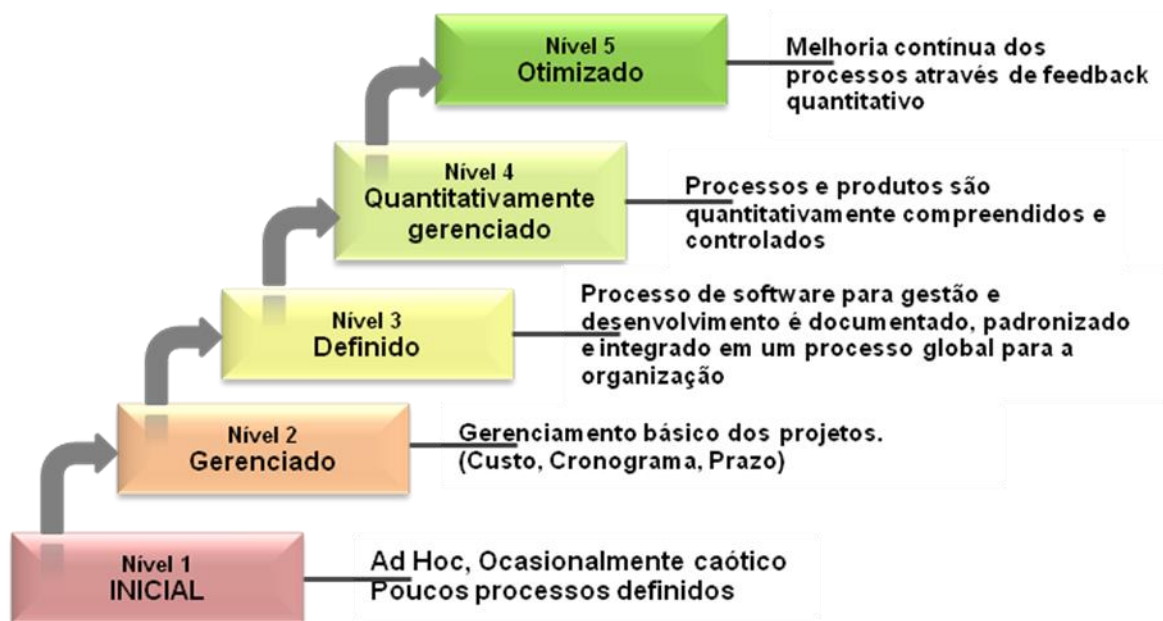 Nível 5
Otimizado
Melhoria contínua dos
processos através de feedback
quantitativo
Nível 4
Quantitativamente
gerenciado
Processos e produtos são
quantitativamente compreendidos e
controlados
Nível 3
Definido
Processo de software para gestão e
desenvolvimento é documentado, padronizado
e integrado em um processo global para a
organização
Nível 2
Gerenciado
Gerenciamento básico dos projetos.
(Custo, Cronograma, Prazo)
Nível 1
INICIAL
Ad Hoc, Ocasionalmente caótico
Poucos processos definidos